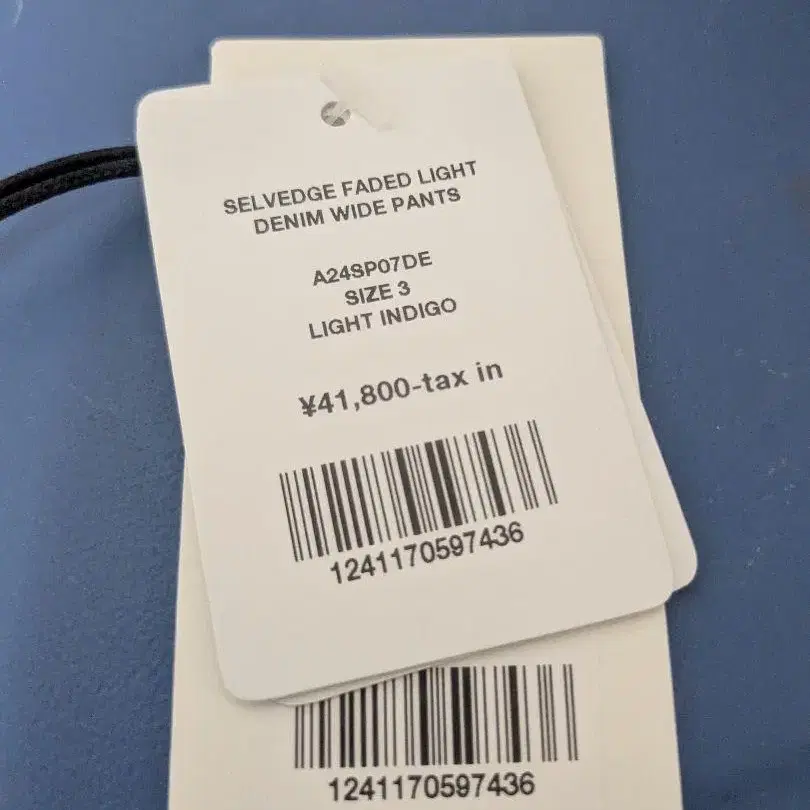 SELVEDGE FADED LIGHT
DENIM WIDE PANTS
A24SP07DE
SIZE 3
LIGHT INDIGO
¥41,800-tax in
1241170597436
1241170597436